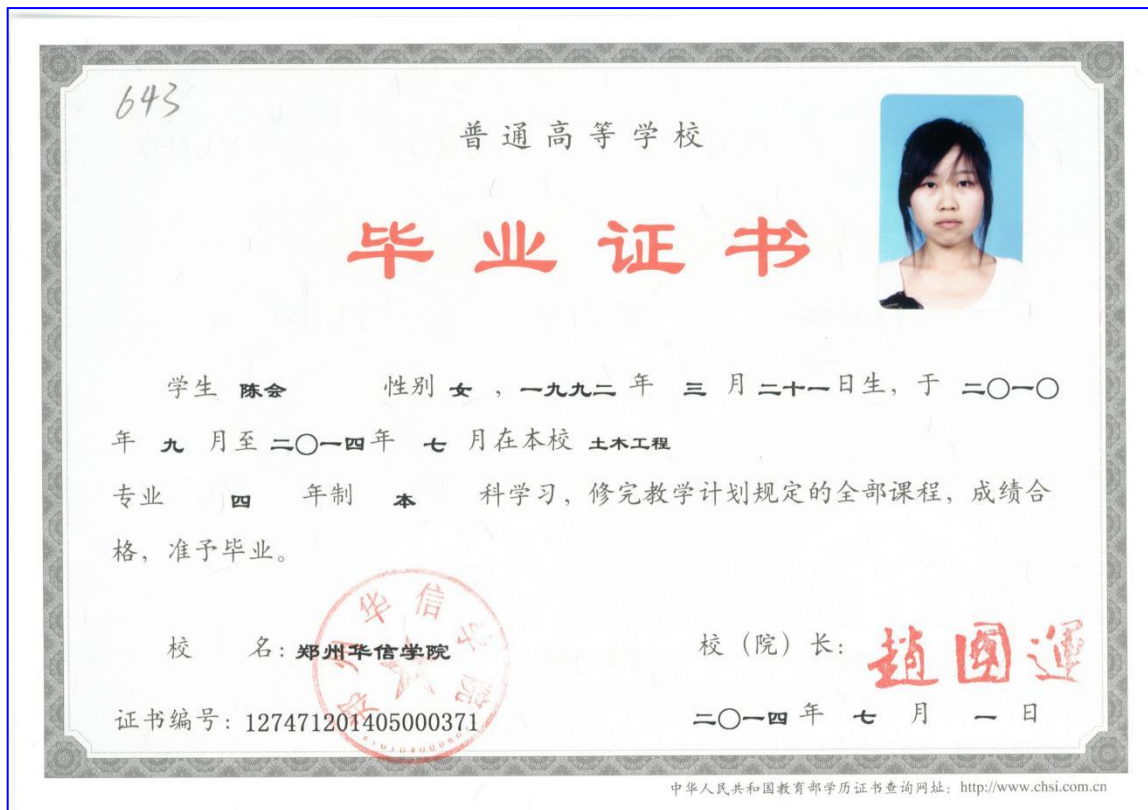 643
普通高等学校
毕业证书
学生 陈会 性别 女 ，一九九二 年 三 月 二十一日生，于 二〇一〇
年 九 月至 二〇一四年 七 月在本校 土木工程
专业 四 年制 本 科学习，修完教学计划规定的全部课程，成绩合
格，准予毕业。
郑州华信学院
校 名：郑州华信学院 校（院）长：趙國運
证书编号：127471201405000371 二〇一四年 七 月 一 日
中华人民共和国教育部学历证书查询网址：http://www.chsi.com.cn